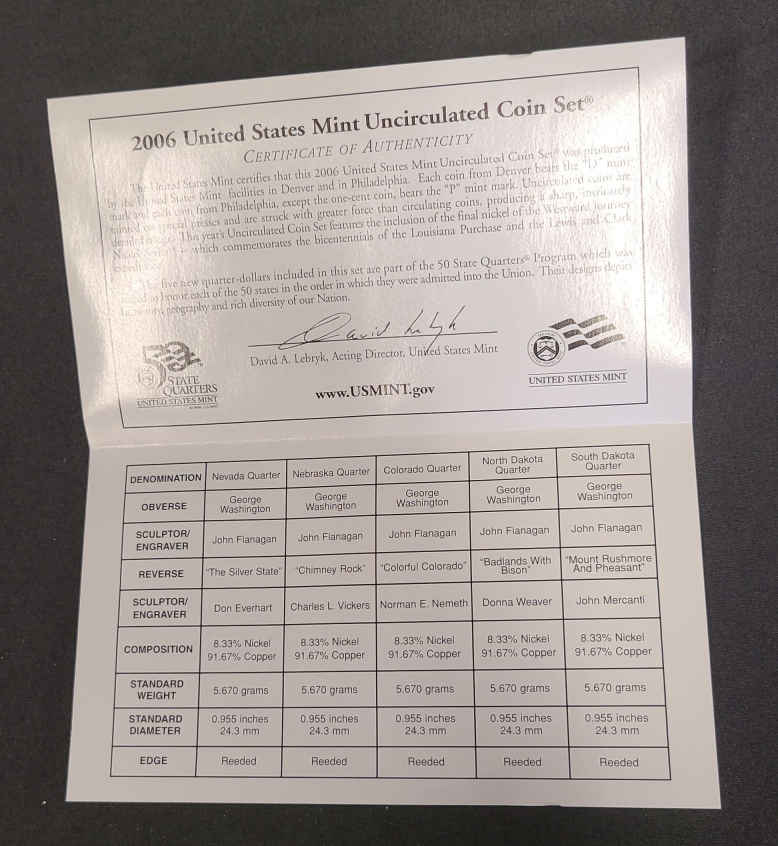 2006 United States Mint Uncirculated Coin Set®
CERTIFICATE OF AUTHENTICITY
The United States Mint certifies that this 2006 United States Mint Uncirculated Coin Set® was produced
by the United States Mint facilities in Denver and in Philadelphia. Each coin from Denver bears the "D" mint
mark and each coin from Philadelphia, except the one-cent coin, bears the "P" mint mark. Uncirculated coins are
minted on special presses and are struck with greater force than circulating coins, producing a sharp, intricately
detailed image. This year's Uncirculated Coin Set features the inclusion of the final nickel of the Westward Journey
Nickel Series™ which commemorates the bicentennials of the Louisiana Purchase and the Lewis and Clark
expedition.
The five new quarter-dollars included in this set are part of the 50 State Quarters® Program which was
to honor each of the 50 states in the order in which they were admitted into the Union. Their designs depict
the history, geography and rich diversity of our Nation.
David A. Lebryk, Acting Director, United States Mint
50
STATE
QUARTERS
UNITED STATES MINT
www.USMINT.gov
UNITED STATES MINT
DENOMINATION Nevada Quarter Nebraska Quarter Colorado Quarter North Dakota Quarter South Dakota Quarter
OBVERSE George Washington George Washington George Washington George Washington George Washington
SCULPTOR/ ENGRAVER John Flanagan John Flanagan John Flanagan John Flanagan John Flanagan
REVERSE "The Silver State" "Chimney Rock" "Colorful Colorado" "Badlands With Bison" "Mount Rushmore And Pheasant"
SCULPTOR/ ENGRAVER Don Everhart Charles L. Vickers Norman E. Nemeth Donna Weaver John Mercanti
COMPOSITION 8.33% Nickel 91.67% Copper 8.33% Nickel 91.67% Copper 8.33% Nickel 91.67% Copper 8.33% Nickel 91.67% Copper 8.33% Nickel 91.67% Copper
STANDARD WEIGHT 5.670 grams 5.670 grams 5.670 grams 5.670 grams 5.670 grams
STANDARD DIAMETER 0.955 inches 24.3 mm 0.955 inches 24.3 mm 0.955 inches 24.3 mm 0.955 inches 24.3 mm 0.955 inches 24.3 mm
EDGE Reeded Reeded Reeded Reeded Reeded